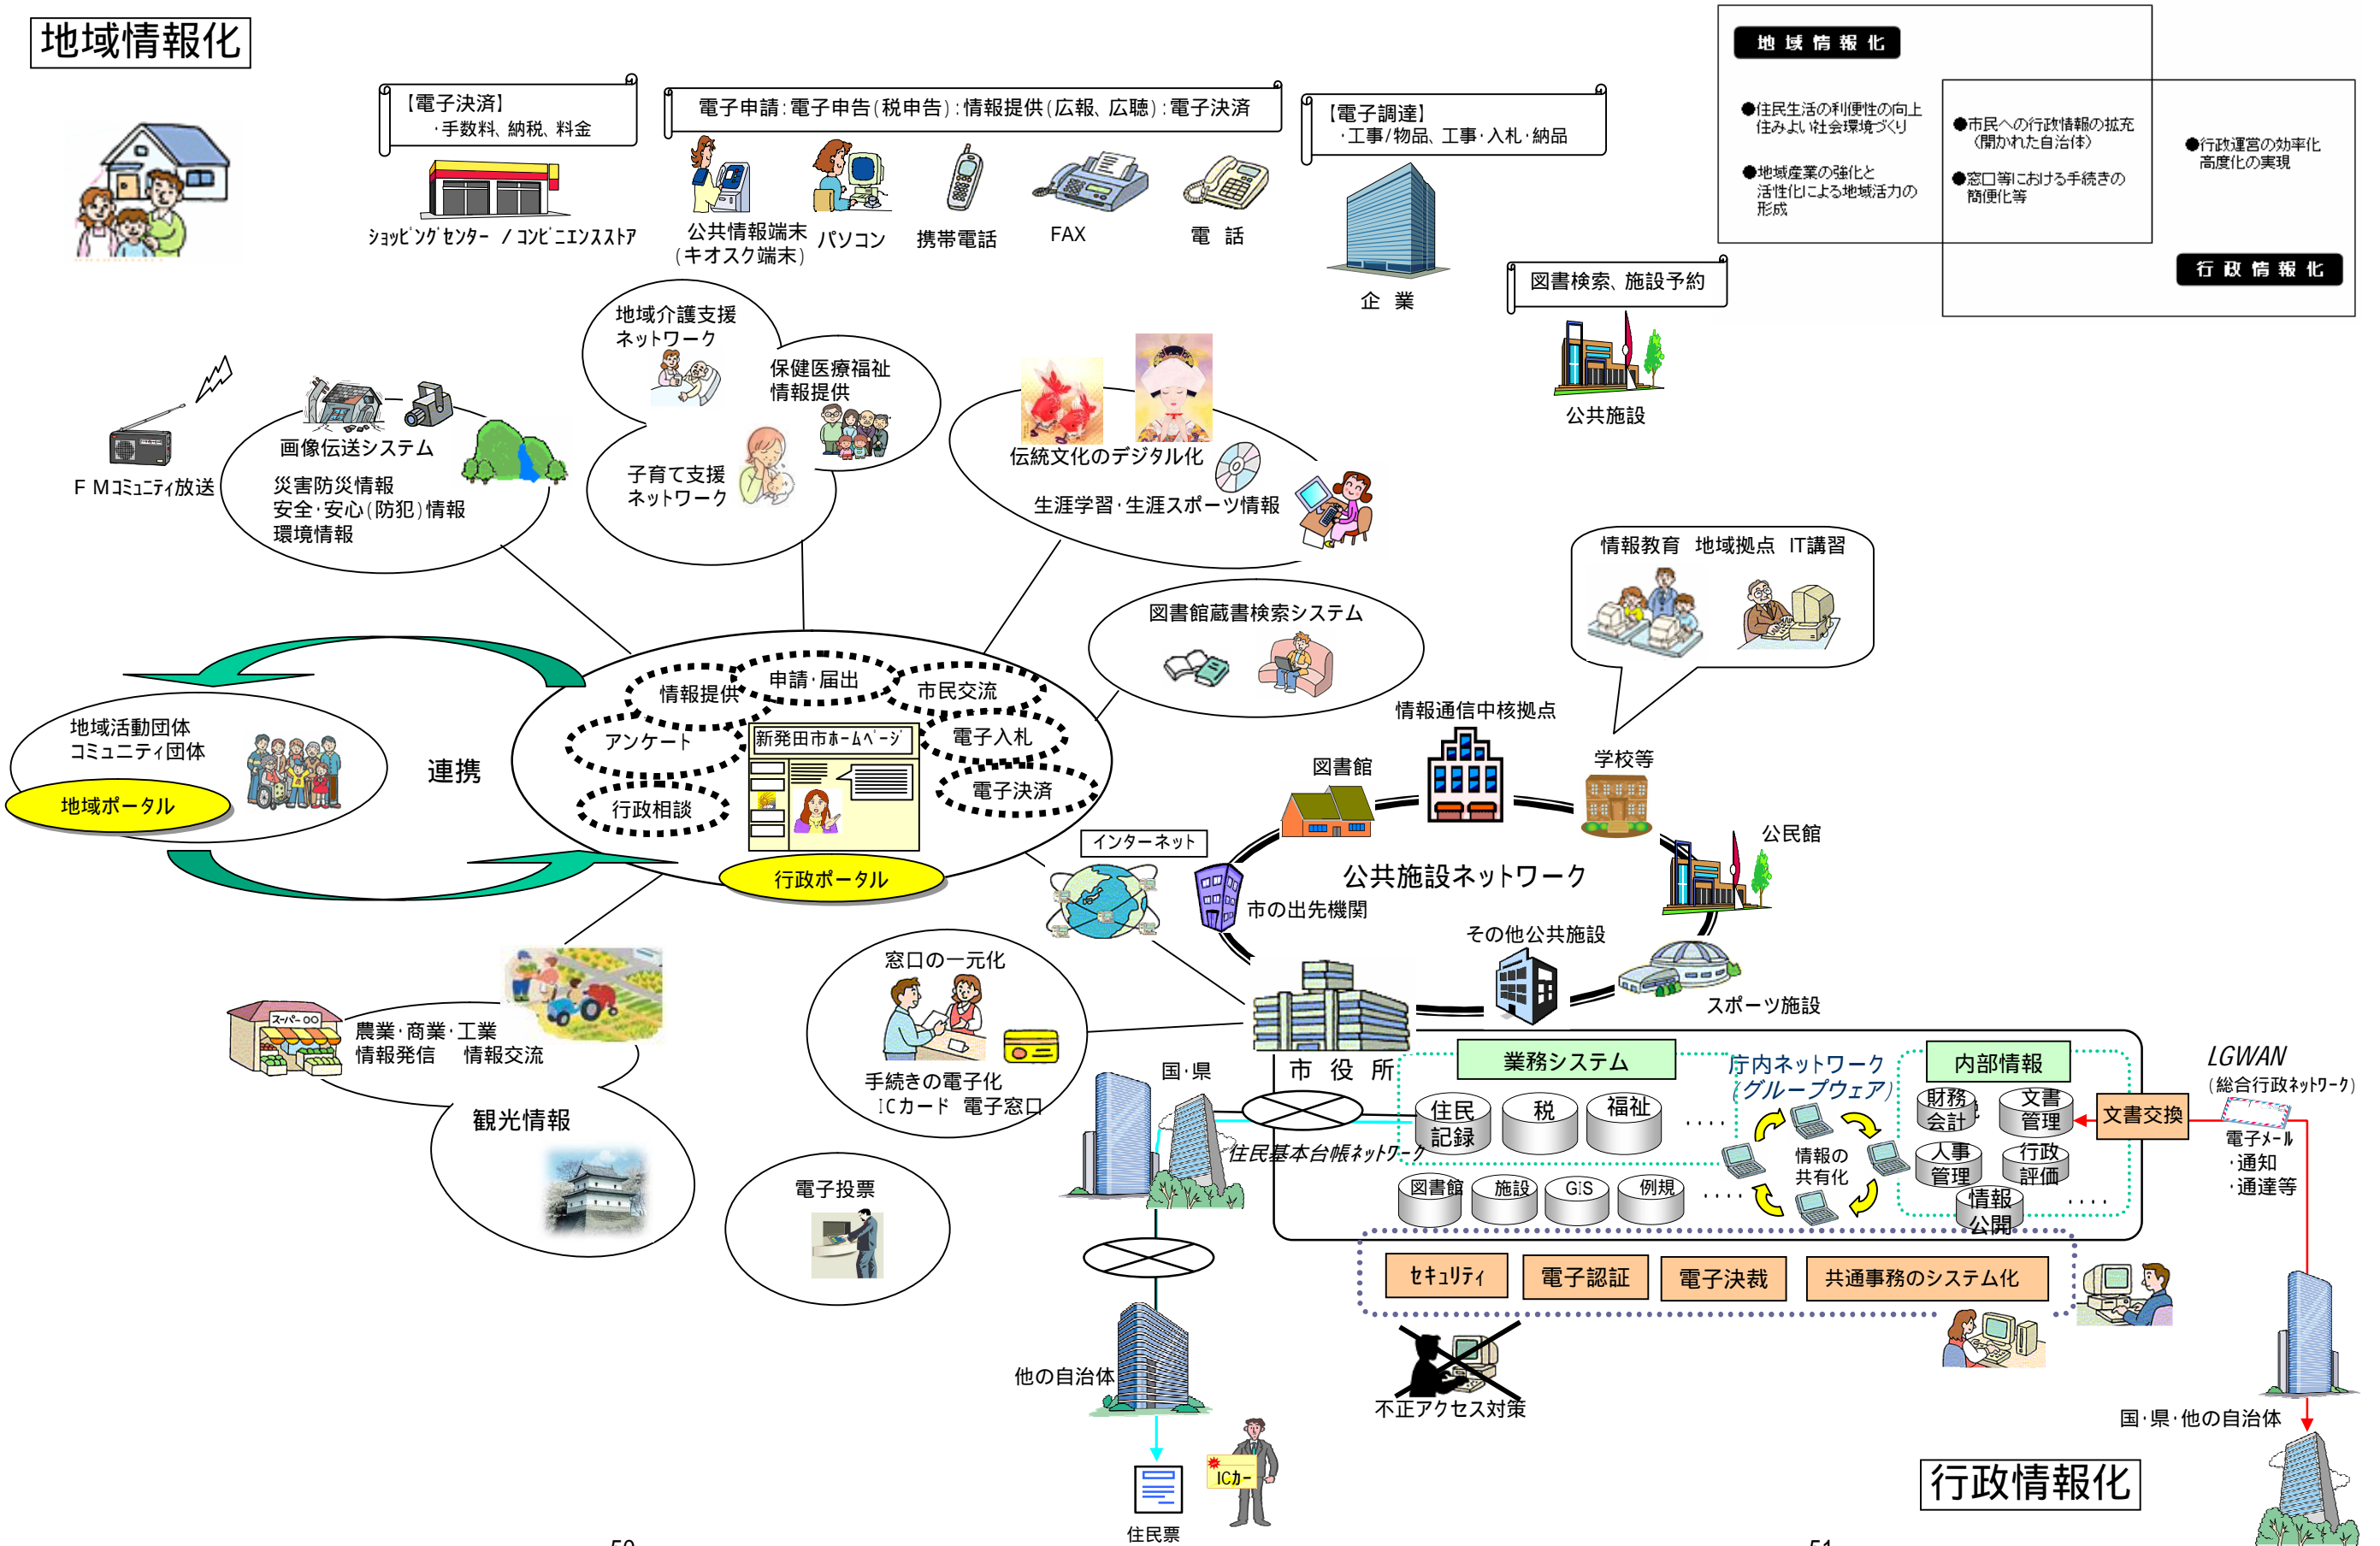 地域情報化
【電子決済】
・手数料、納税、料金
ショッピングセンター / コンビニエンスストア
電子申請:電子申告(税申告):情報提供(広報、広聴):電子決済
公共情報端末
(キオスク端末)
パソコン
携帯電話
FAX
電 話
【電子調達】
・工事/物品、工事・入札・納品
企 業
地域情報化
●住民生活の利便性の向上
住みよい社会環境づくり
●地域産業の強化と
活性化による地域活力の
形成
●市民への行政情報の拡充
(開かれた自治体)
●窓口等における手続きの
簡便化等
●行政運営の効率化
高度化の実現
行政情報化
図書検索、施設予約
公共施設
FMコミュニティ放送
画像伝送システム
災害防災情報
安全・安心(防犯)情報
環境情報
地域介護支援
ネットワーク
保健医療福祉
情報提供
子育て支援
ネットワーク
伝統文化のデジタル化
生涯学習・生涯スポーツ情報
図書館蔵書検索システム
情報教育 地域拠点 IT講習
地域活動団体
コミュニティ団体
地域ポータル
連携
情報提供
申請・届出
市民交流
アンケート
電子入札
行政相談
電子決済
新発田市ホームページ
行政ポータル
インターネット
情報通信中核拠点
図書館
学校等
公民館
公共施設ネットワーク
市の出先機関
その他公共施設
スポーツ施設
スーパー○○
農業・商業・工業
情報発信 情報交流
観光情報
窓口の一元化
手続きの電子化
ICカード 電子窓口
電子投票
国・県
市 役 所
住民基本台帳ネットワーク
業務システム
住民
記録
税
福祉
・・・・
図書館
施設
GIS
例規
・・・・
庁内ネットワーク
(グループウェア)
情報の
共有化
内部情報
財務
会計
文書
管理
人事
管理
行政
評価
情報
公開
・・・・
文書交換
LGWAN
(総合行政ネットワーク)
電子メール
・通知
・通達等
セキュリティ
電子認証
電子決裁
共通事務のシステム化
不正アクセス対策
他の自治体
ICカー
住民票
国・県・他の自治体
行政情報化